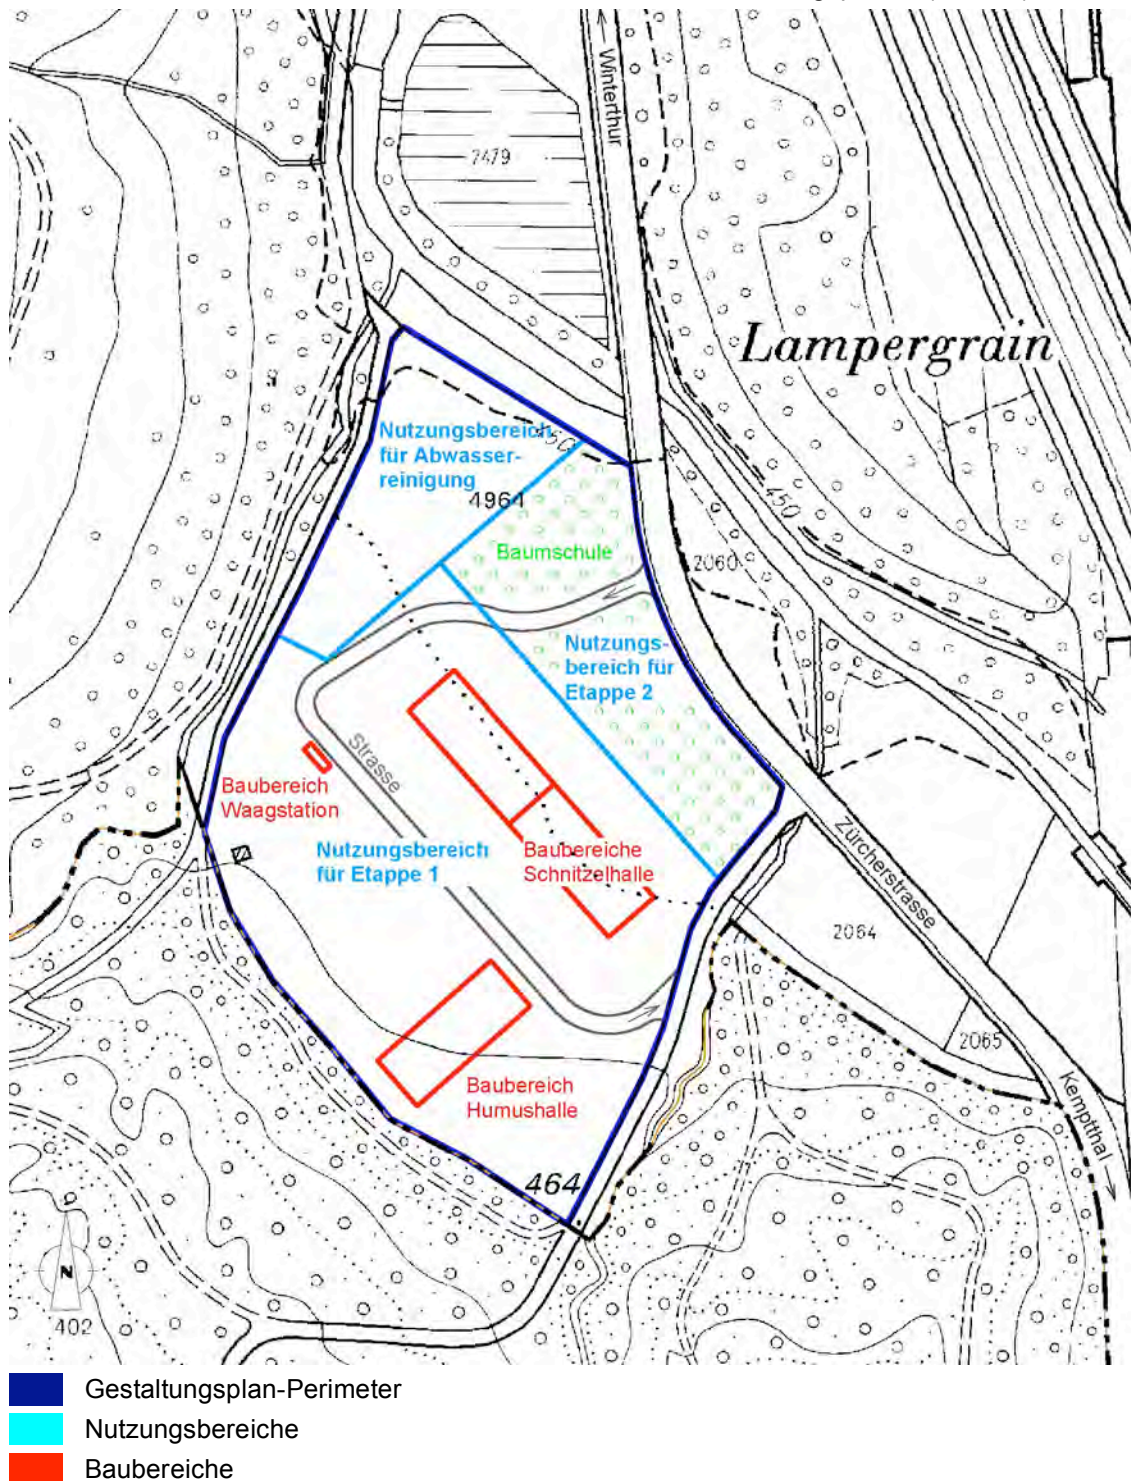 Winterthur
7479
Lampergrain
Nutzungsbereich
für Abwasser-
reinigung
450
4964
450
Baumschule
2060
Nutzungs-
bereich für
Etappe 2
Strasse
Baubereich
Waagstation
Zürcherstrasse
Nutzungsbereich
für Etappe 1
Baubereiche
Schnitzelhalle
2064
2065
Baubereich
Humushalle
Kemptthal
464
N
402
Gestaltungsplan-Perimeter
Nutzungsbereiche
Baubereiche